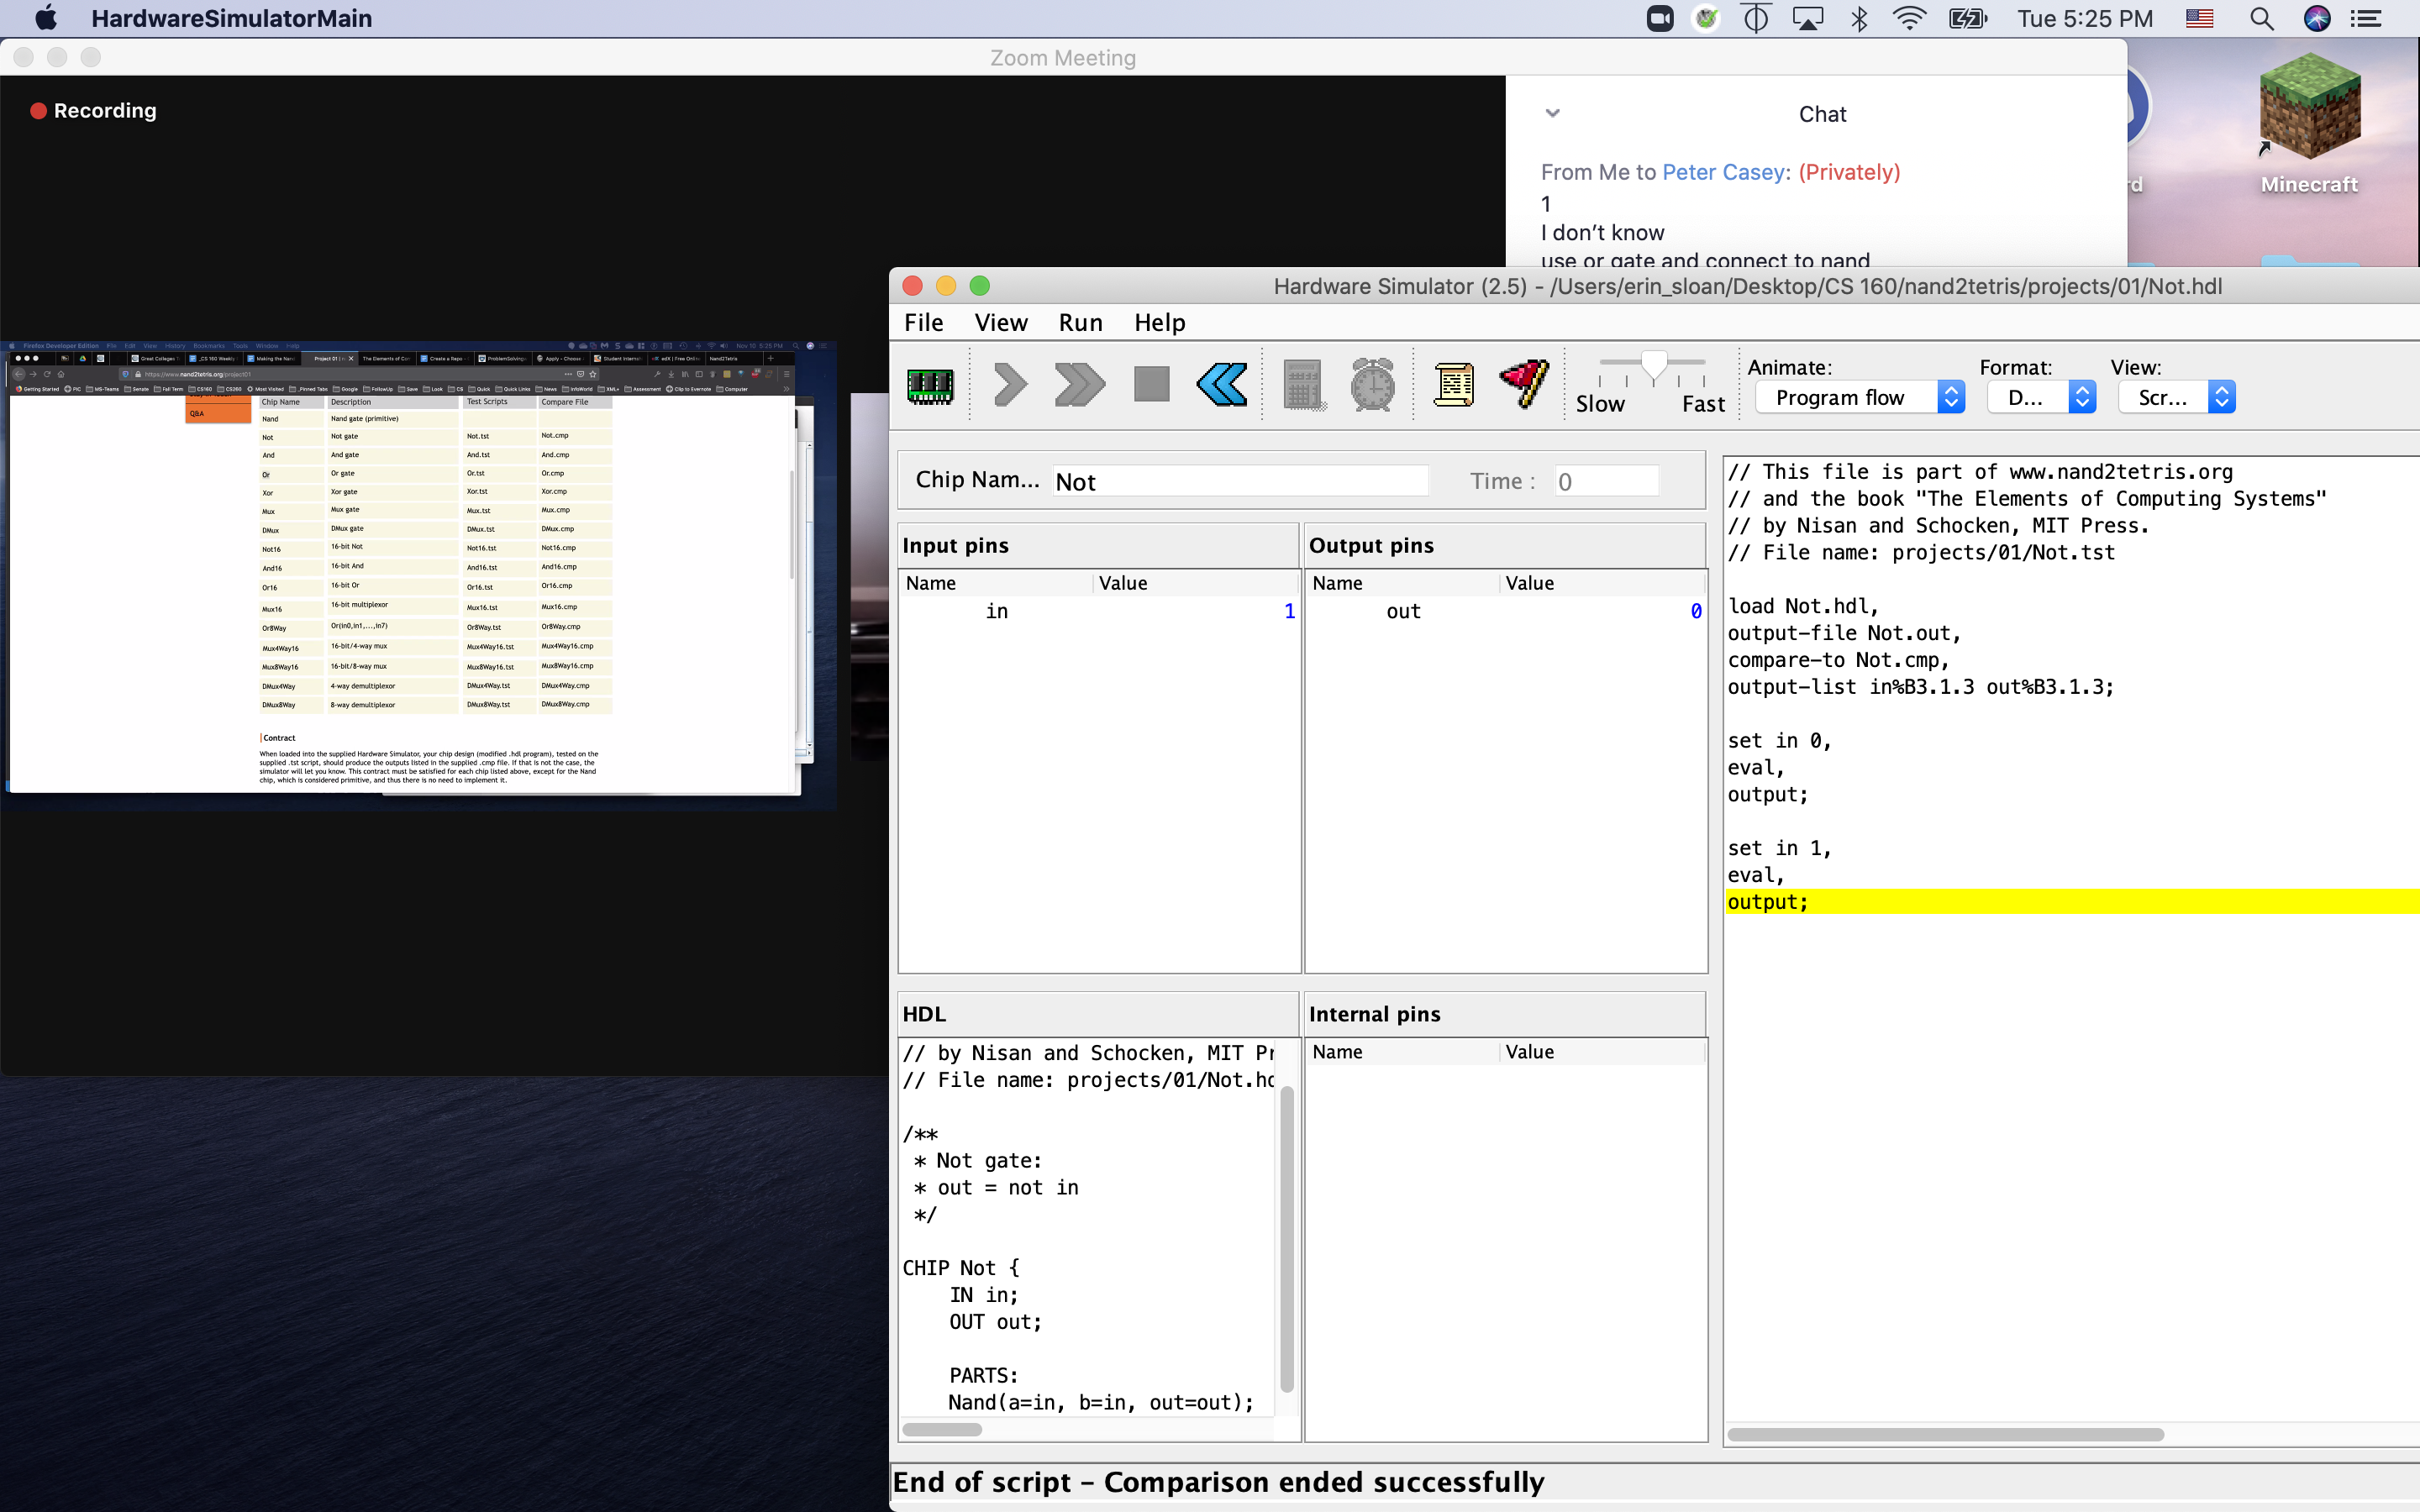 HardwareSimulatorMain
Tue 5:25 PM
Zoom Meeting
Recording
Chat
From Me to Peter Casey: (Privately)
1
I don't know
use or gate and connect to nand
Minecraft
Q&A
Chip Name Description Test Scripts Compare File
Nand Nand gate (primitive)
Not Not gate Not.tst Not.cmp
And And gate And.tst And.cmp
Or Or gate Or.tst Or.cmp
Xor Xor gate Xor.tst Xor.cmp
Mux Mux gate Mux.tst Mux.cmp
DMux DMux gate DMux.tst DMux.cmp
Not16 16-bit Not Not16.tst Not16.cmp
And16 16-bit And And16.tst And16.cmp
Or16 16-bit Or Or16.tst Or16.cmp
Mux16 16-bit multiplexor Mux16.tst Mux16.cmp
Or8Way Or(in0,in1,...,in7) Or8Way.tst Or8Way.cmp
Mux4Way16 16-bit/4-way mux Mux4Way16.tst Mux4Way16.cmp
Mux8Way16 16-bit/8-way mux Mux8Way16.tst Mux8Way16.cmp
DMux4Way 4-way demultiplexor DMux4Way.tst DMux4Way.cmp
DMux8Way 8-way demultiplexor DMux8Way.tst DMux8Way.cmp
Contract
When loaded into the supplied Hardware Simulator, your chip design (modified .hdl program), tested on the
supplied .tst script, should produce the outputs listed in the supplied .cmp file. If that is not the case, the
simulator will let you know. This contract must be satisfied for each chip listed above, except for the Nand
chip, which is considered primitive, and thus there is no need to implement it.
Hardware Simulator (2.5) - /Users/erin_sloan/Desktop/CS 160/nand2tetris/projects/01/Not.hdl
File View Run Help
Slow Fast
Animate: Format: View:
Program flow D... Scr...
Chip Nam... Not Time : 0
Input pins Output pins
Name Value Name Value
in 1 out 0
HDL Internal pins
Name Value
// by Nisan and Schocken, MIT Pr
// File name: projects/01/Not.hd
/**
* Not gate:
* out = not in
*/
CHIP Not {
IN in;
OUT out;
PARTS:
Nand(a=in, b=in, out=out);
// This file is part of www.nand2tetris.org
// and the book "The Elements of Computing Systems"
// by Nisan and Schocken, MIT Press.
// File name: projects/01/Not.tst
load Not.hdl,
output-file Not.out,
compare-to Not.cmp,
output-list in%B3.1.3 out%B3.1.3;
set in 0,
eval,
output;
set in 1,
eval,
output;
End of script - Comparison ended successfully